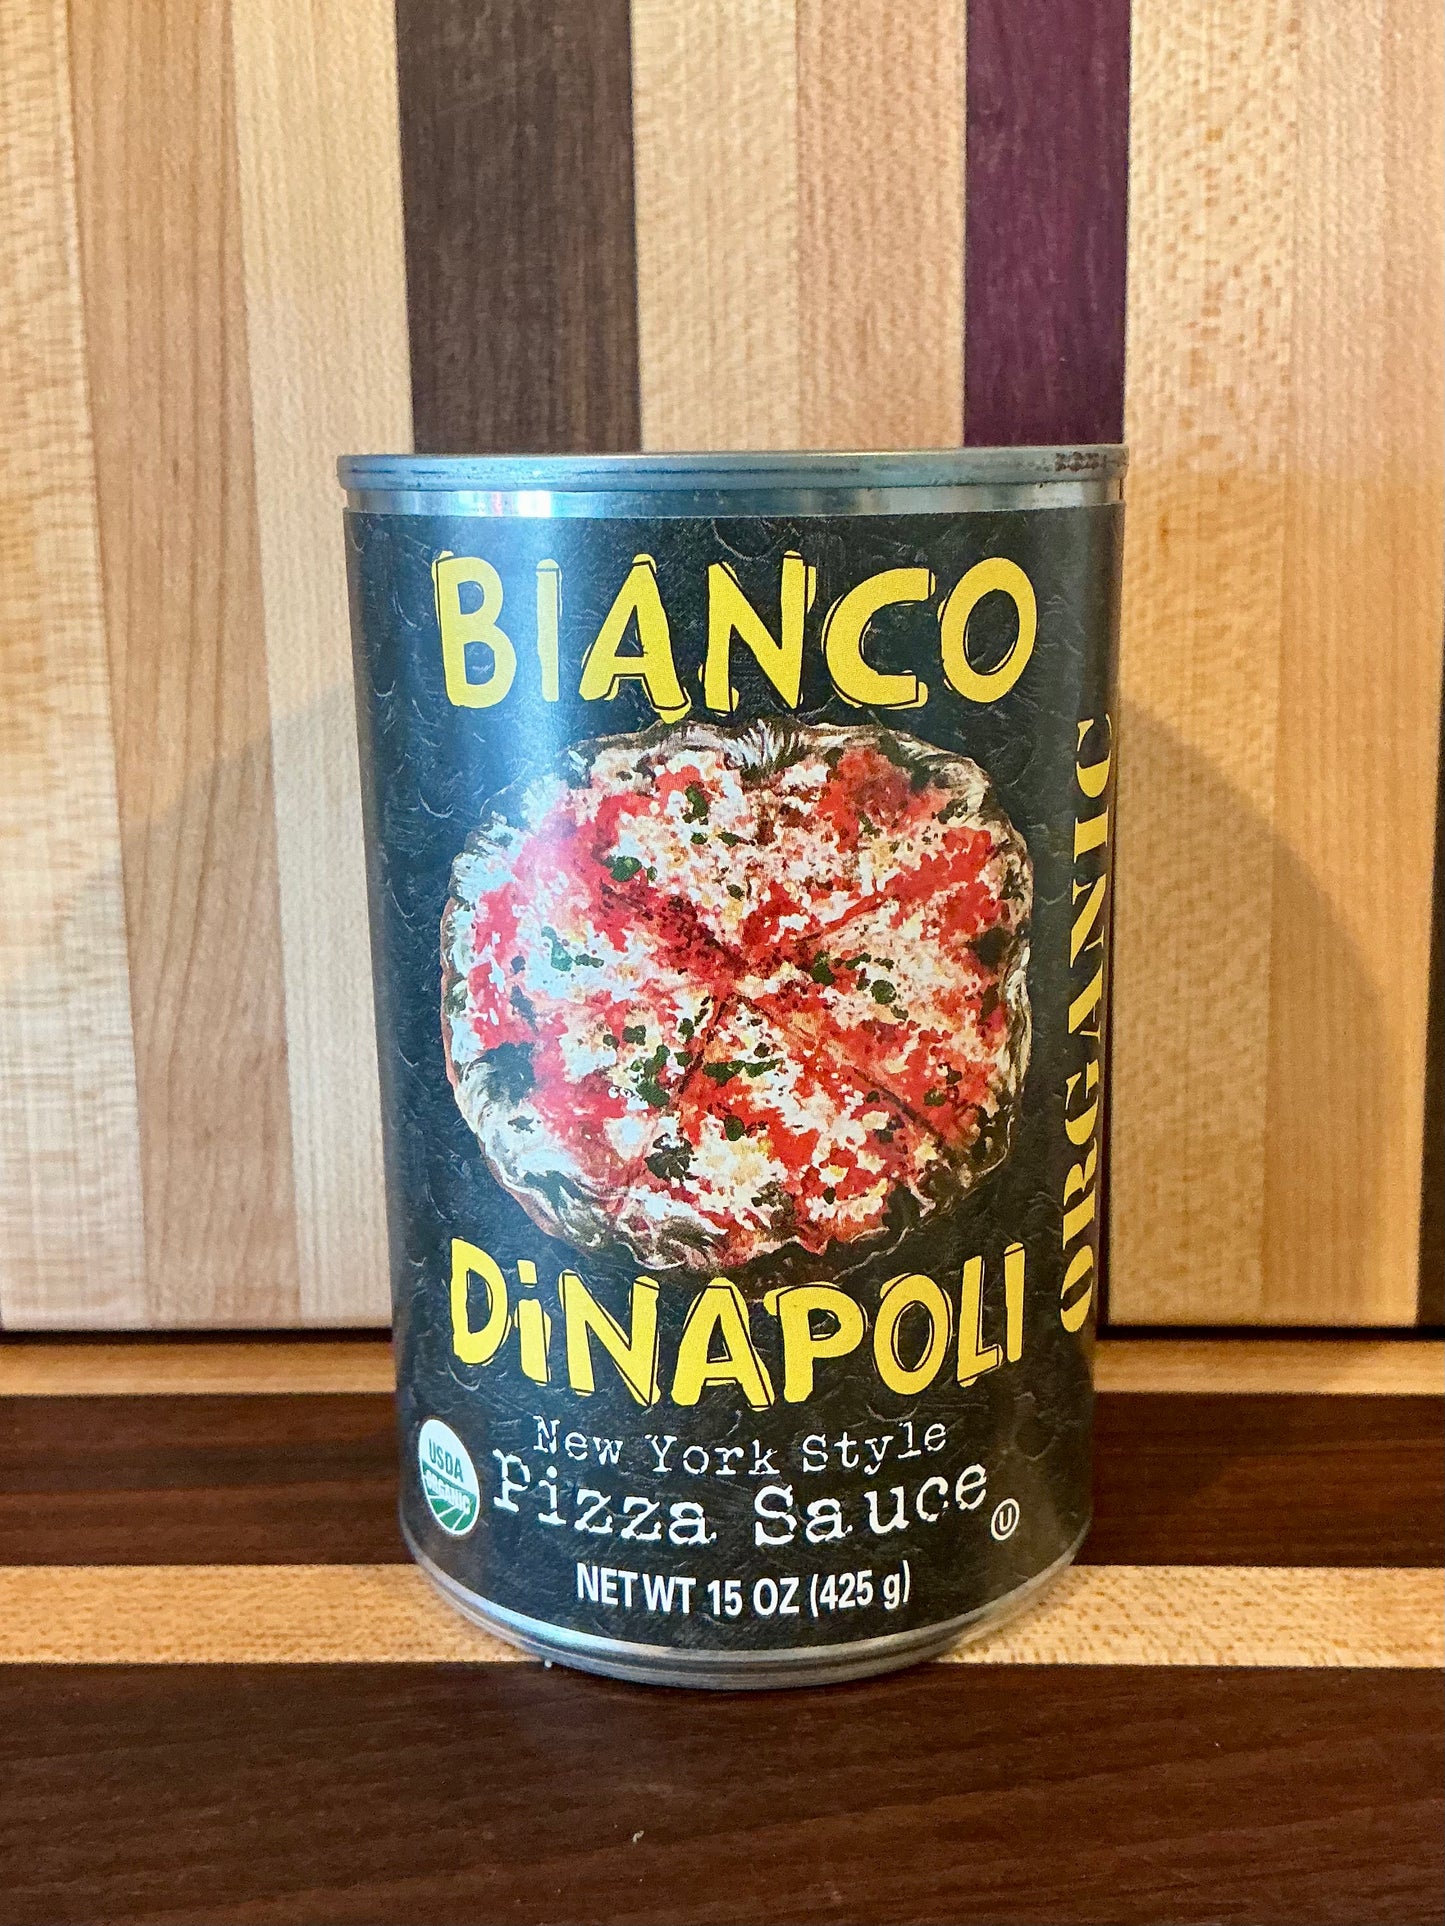 BIANCO
DiNAPOLI
ORGANIC
New York Style
Pizza Sauce
USDA
ORGANIC
U
NET WT 15 OZ (425 g)